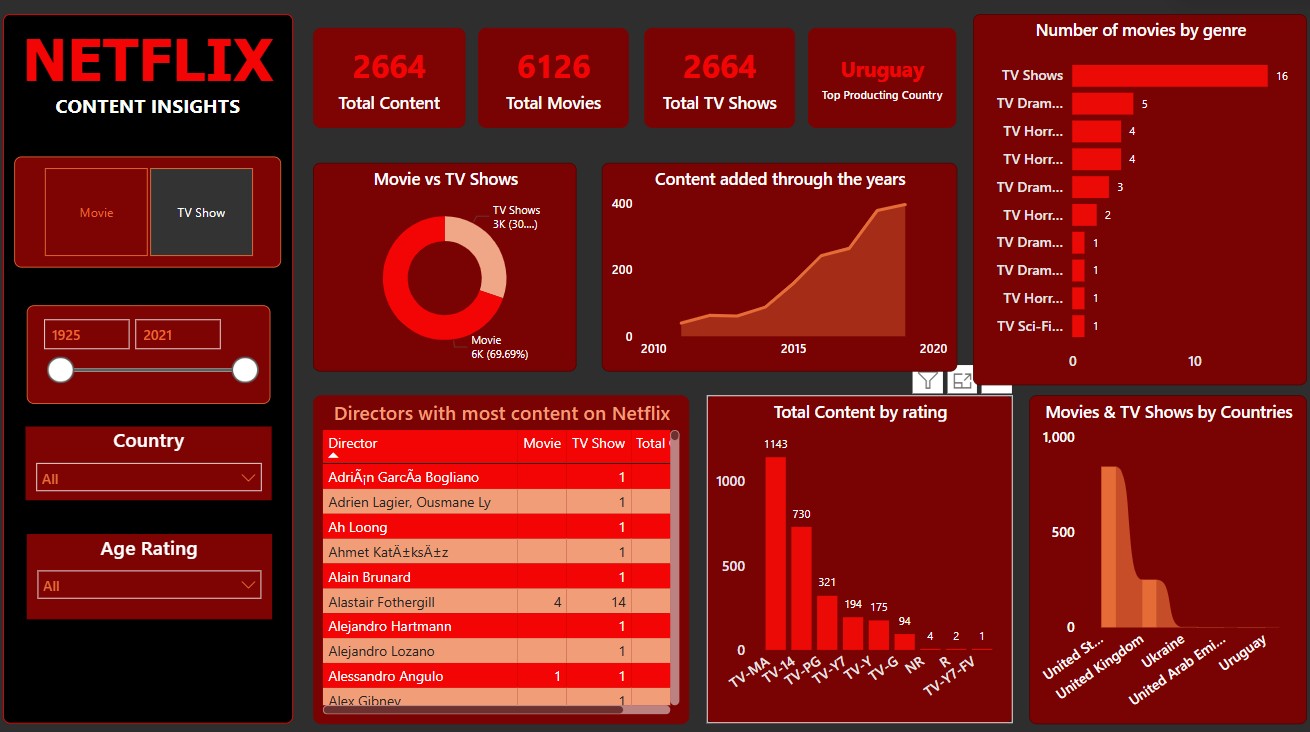 NETFLIX
CONTENT INSIGHTS
Movie
TV Show
1925
2021
Country
All
Age Rating
All
2664
Total Content
6126
Total Movies
2664
Total TV Shows
Uruguay
Top Producting Country
Movie vs TV Shows
TV Shows
3K (30....)
Movie
6K (69.69%)
Content added through the years
400
200
0
2010 2015 2020
Number of movies by genre
TV Shows 16
TV Dram... 5
TV Horr... 4
TV Horr... 4
TV Dram... 3
TV Horr... 2
TV Dram... 1
TV Dram... 1
TV Horr... 1
TV Sci-Fi... 1
0 10
Directors with most content on Netflix
Director Movie TV Show Total
AdriÃ¡n GarcÃ­a Bogliano 1
Adrien Lagier, Ousmane Ly 1
Ah Loong 1
Ahmet KatÄ±ksÄ±z 1
Alain Brunard 1
Alastair Fothergill 4 14
Alejandro Hartmann 1
Alejandro Lozano 1
Alessandro Angulo 1 1
Alex Gibney 1
Total Content by rating
1000
500
0
1143
730
321
194
175
94
4
2
1
TV-MA
TV-14
TV-PG
TV-Y7
TV-Y
TV-G
NR
R
TV-Y7-FV
Movies & TV Shows by Countries
1,000
500
0
United St...
United Kingdom
Ukraine
United Arab Emi...
Uruguay